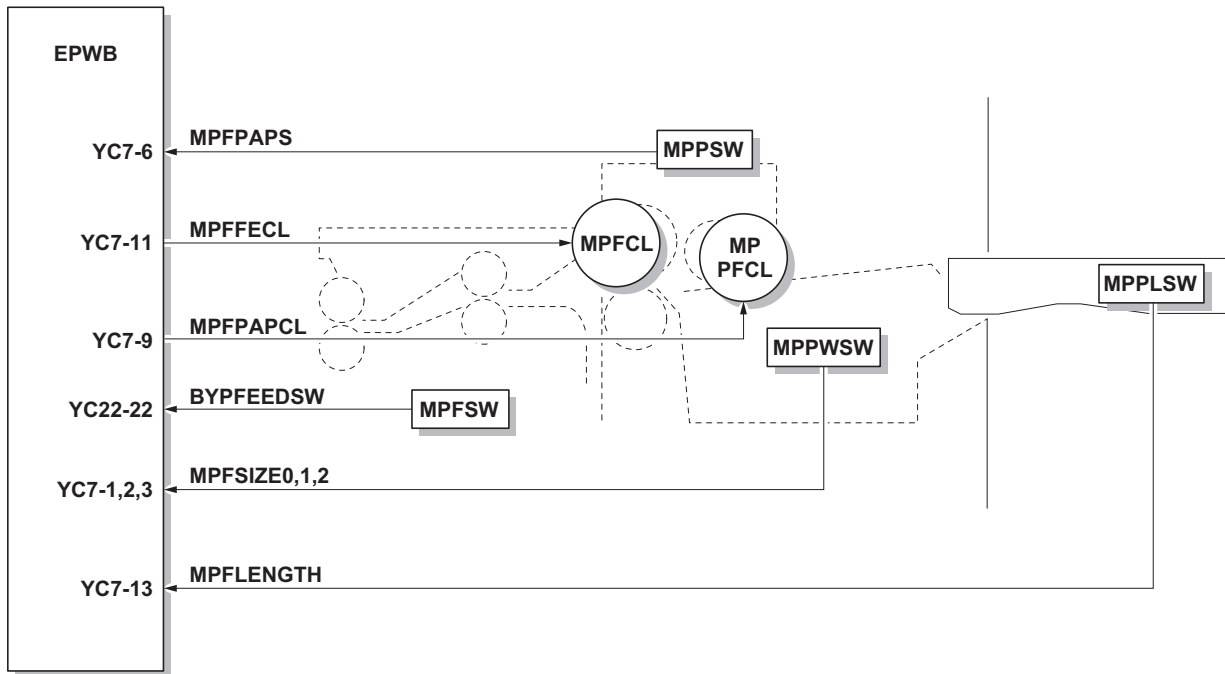 EPWB
YC7-6
MPFPAPS
MPPSW
YC7-11
MPFFECL
MPFCL
MP
PFCL
MPPLSW
YC7-9
MPFPAPCL
MPPWSW
YC22-22
BYPFEEDSW
MPFSW
YC7-1,2,3
MPFSIZE0,1,2
YC7-13
MPFLENGTH